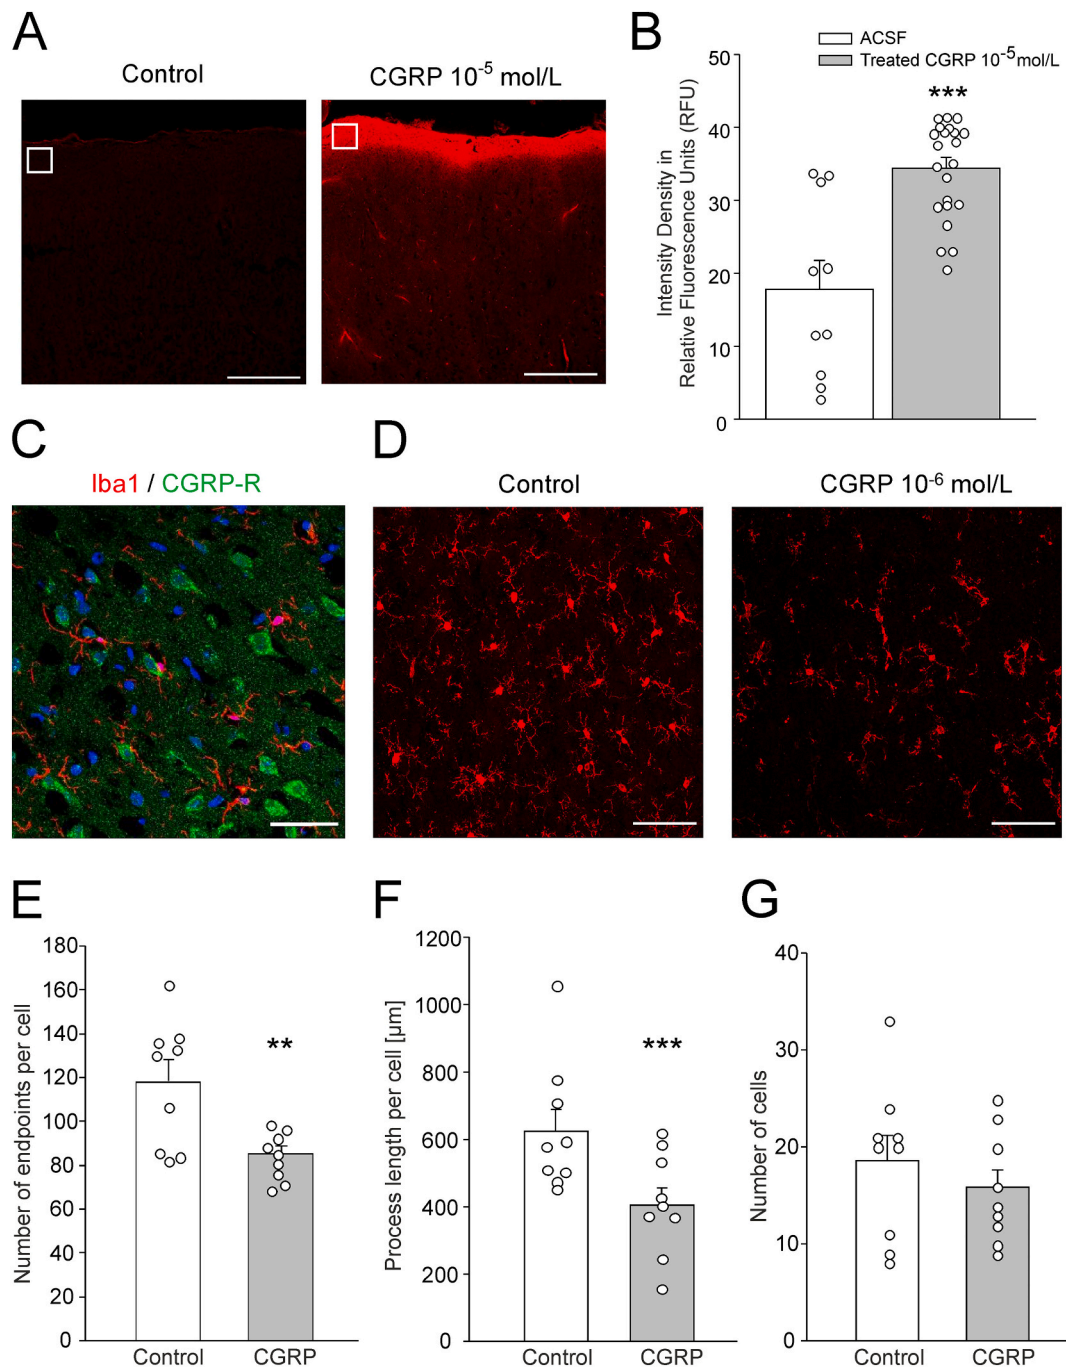 A
Control
CGRP 10⁻⁵ mol/L
B
ACSF
Treated CGRP 10⁻⁵mol/L
Intensity Density in
Relative Fluorescence Units (RFU)
50
40
30
20
10
0
***
C
Iba1 / CGRP-R
D
Control
CGRP 10⁻⁶ mol/L
E
Number of endpoints per cell
180
160
140
120
100
80
60
40
20
0
**
Control
CGRP
F
Process length per cell [µm]
1200
1000
800
600
400
200
0
***
Control
CGRP
G
Number of cells
40
30
20
10
0
Control
CGRP